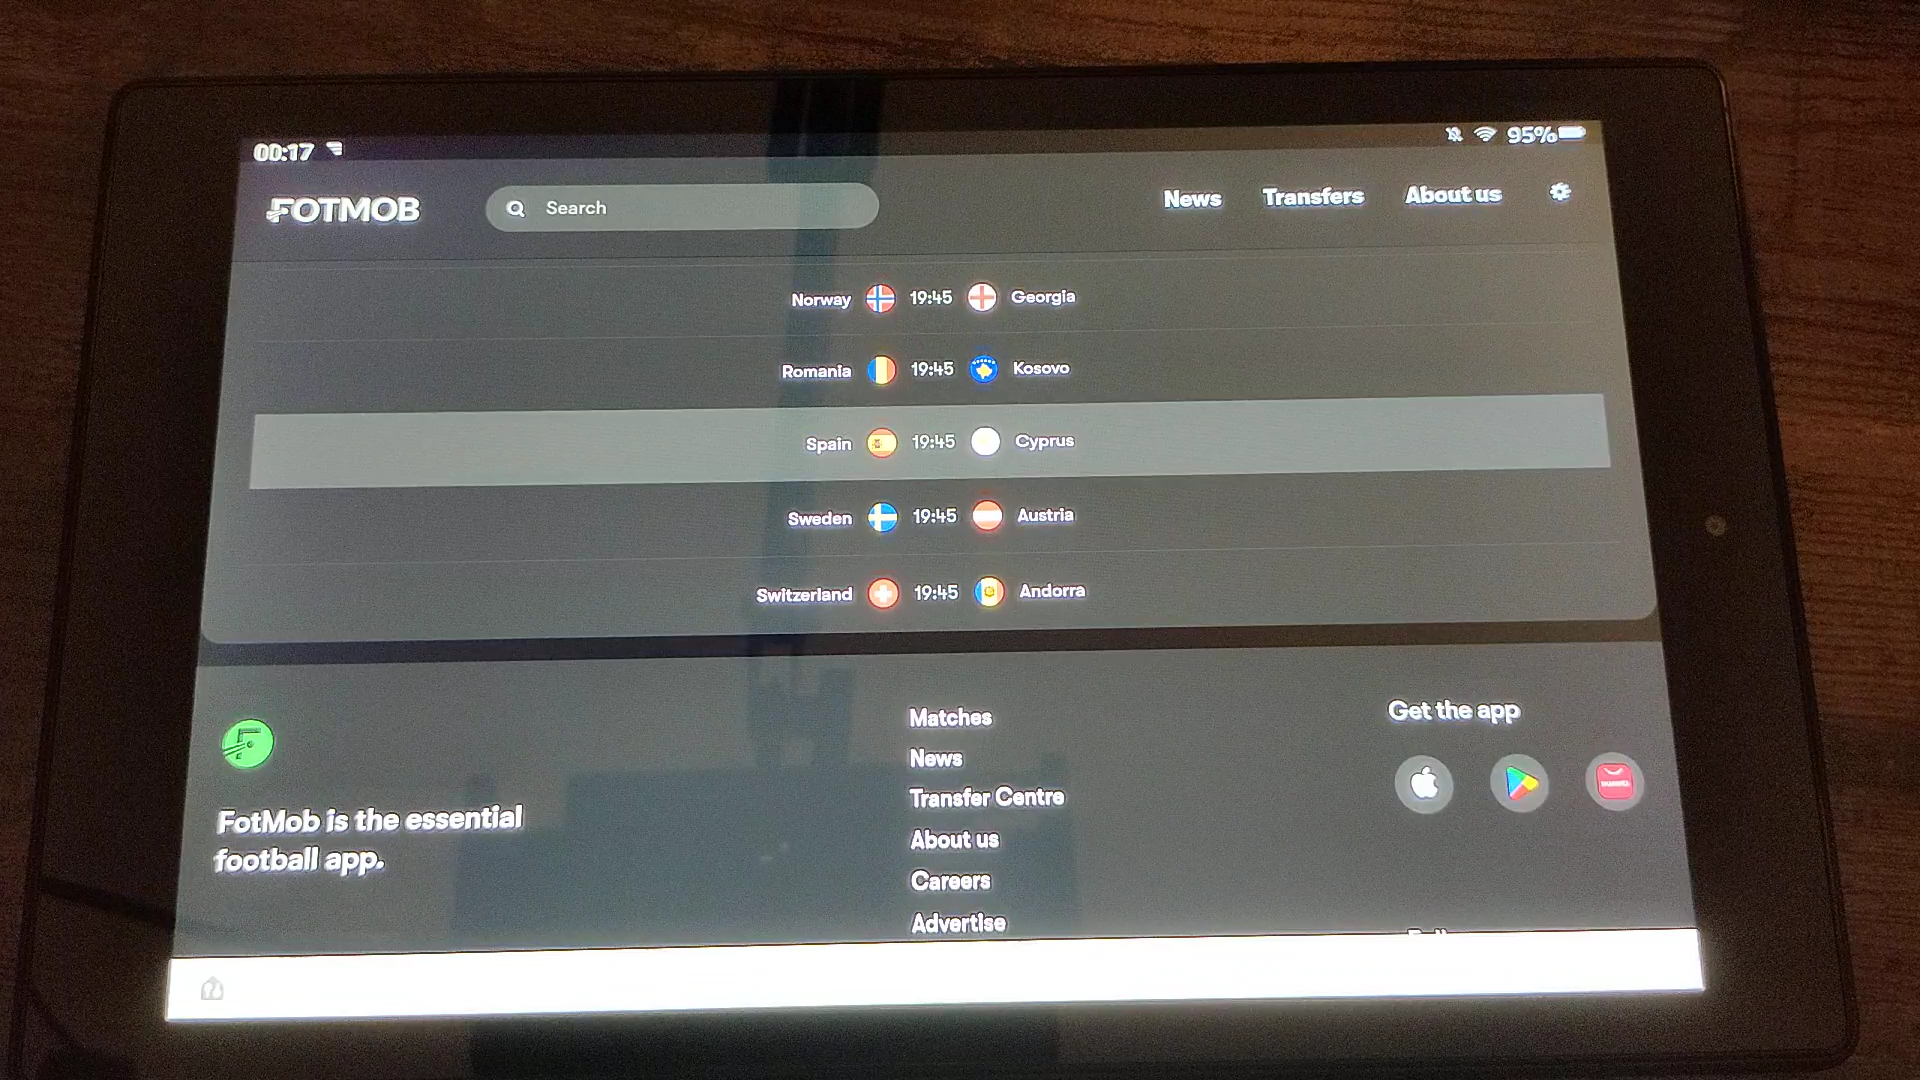 00:17 95%
FOTMOB Search News Transfers About us
Norway 19:45 Georgia
Romania 19:45 Kosovo
Spain 19:45 Cyprus
Sweden 19:45 Austria
Switzerland 19:45 Andorra
Matches
News
Transfer Centre
About us
Careers
Advertise
Get the app
FotMob is the essential
football app.